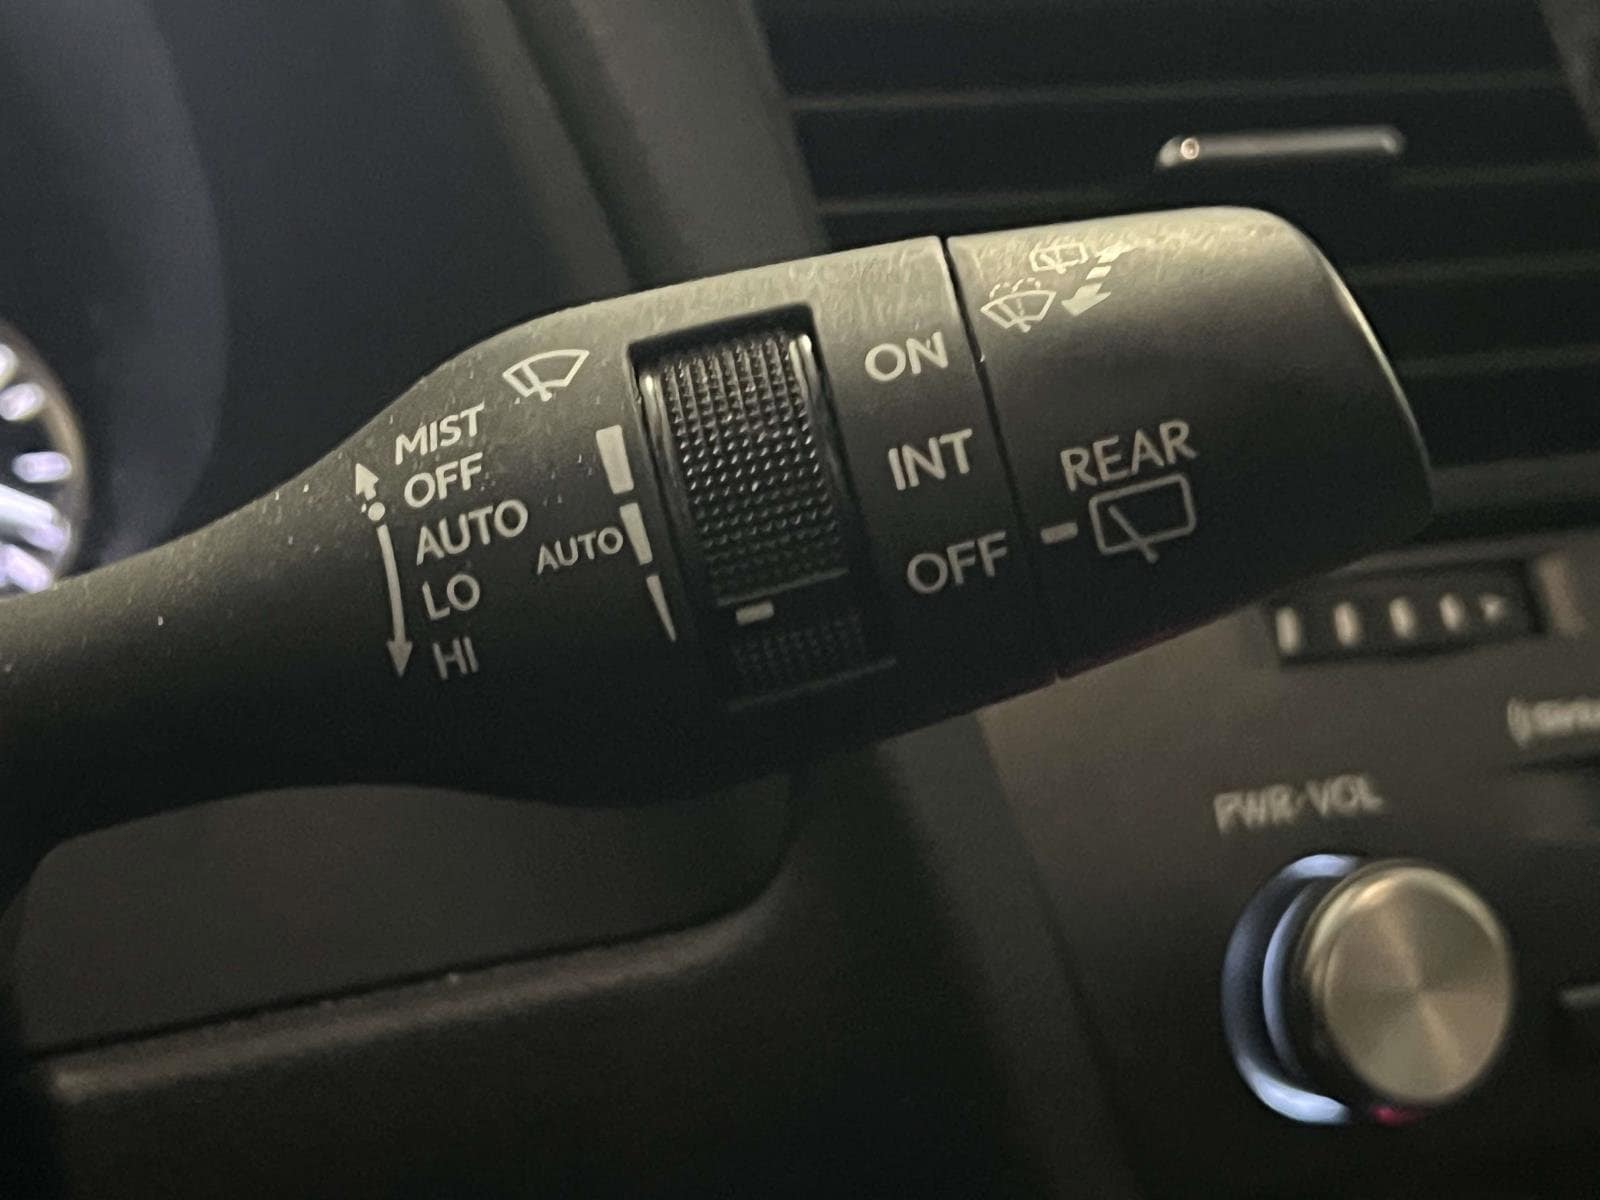 MIST
OFF
AUTO
LO
HI
AUTO
ON
INT
OFF
REAR
PWR·VOL